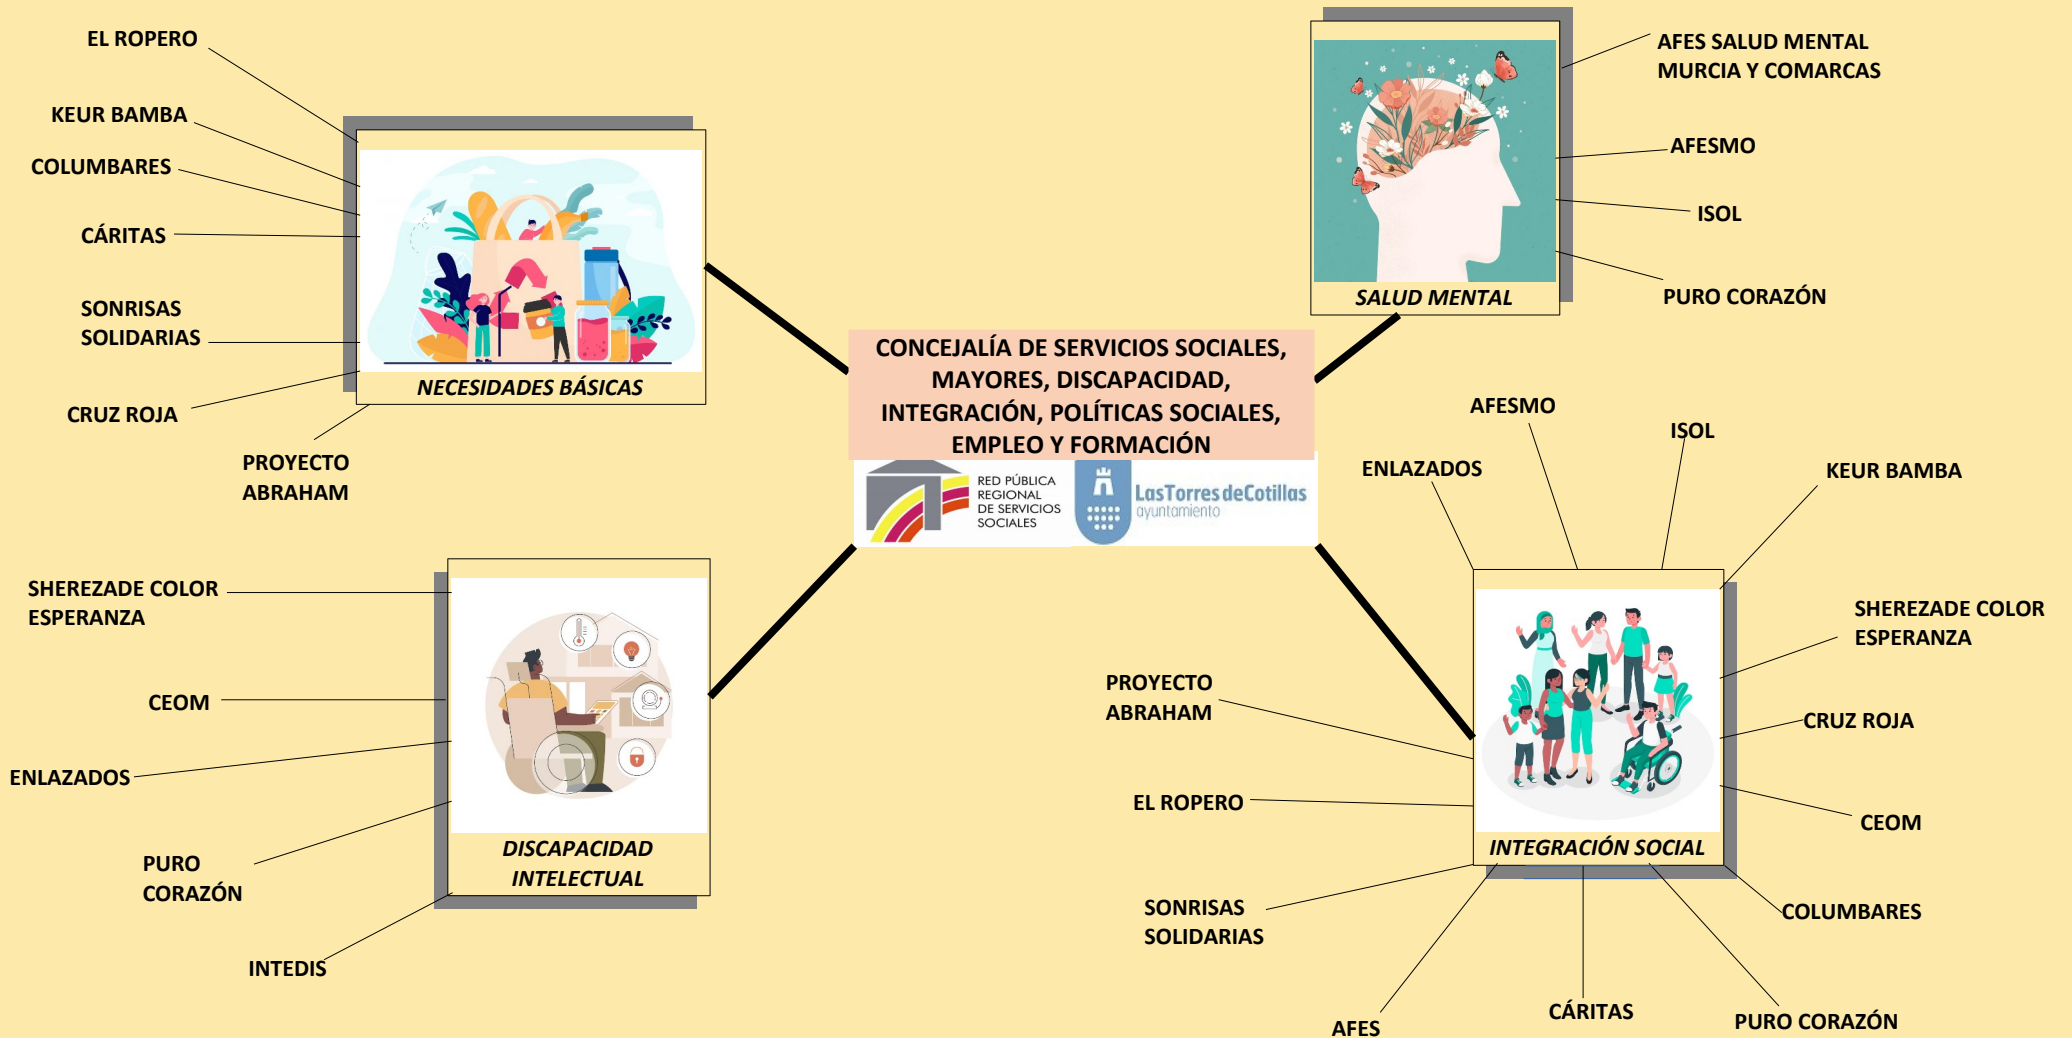 EL ROPERO
KEUR BAMBA
COLUMBARES
CÁRITAS
SONRISAS
SOLIDARIAS
CRUZ ROJA
PROYECTO
ABRAHAM
NECESIDADES BÁSICAS
AFES SALUD MENTAL
MURCIA Y COMARCAS
AFESMO
ISOL
PURO CORAZÓN
SALUD MENTAL
CONCEJALÍA DE SERVICIOS SOCIALES,
MAYORES, DISCAPACIDAD,
INTEGRACIÓN, POLÍTICAS SOCIALES,
EMPLEO Y FORMACIÓN
RED PÚBLICA
REGIONAL
DE SERVICIOS
SOCIALES
LasTorres deCotillas
ayuntamiento
SHEREZADE COLOR
ESPERANZA
CEOM
ENLAZADOS
PURO
CORAZÓN
INTEDIS
DISCAPACIDAD
INTELECTUAL
AFESMO
ISOL
ENLAZADOS
KEUR BAMBA
SHEREZADE COLOR
ESPERANZA
PROYECTO
ABRAHAM
CRUZ ROJA
EL ROPERO
CEOM
INTEGRACIÓN SOCIAL
SONRISAS
SOLIDARIAS
COLUMBARES
AFES
CÁRITAS
PURO CORAZÓN